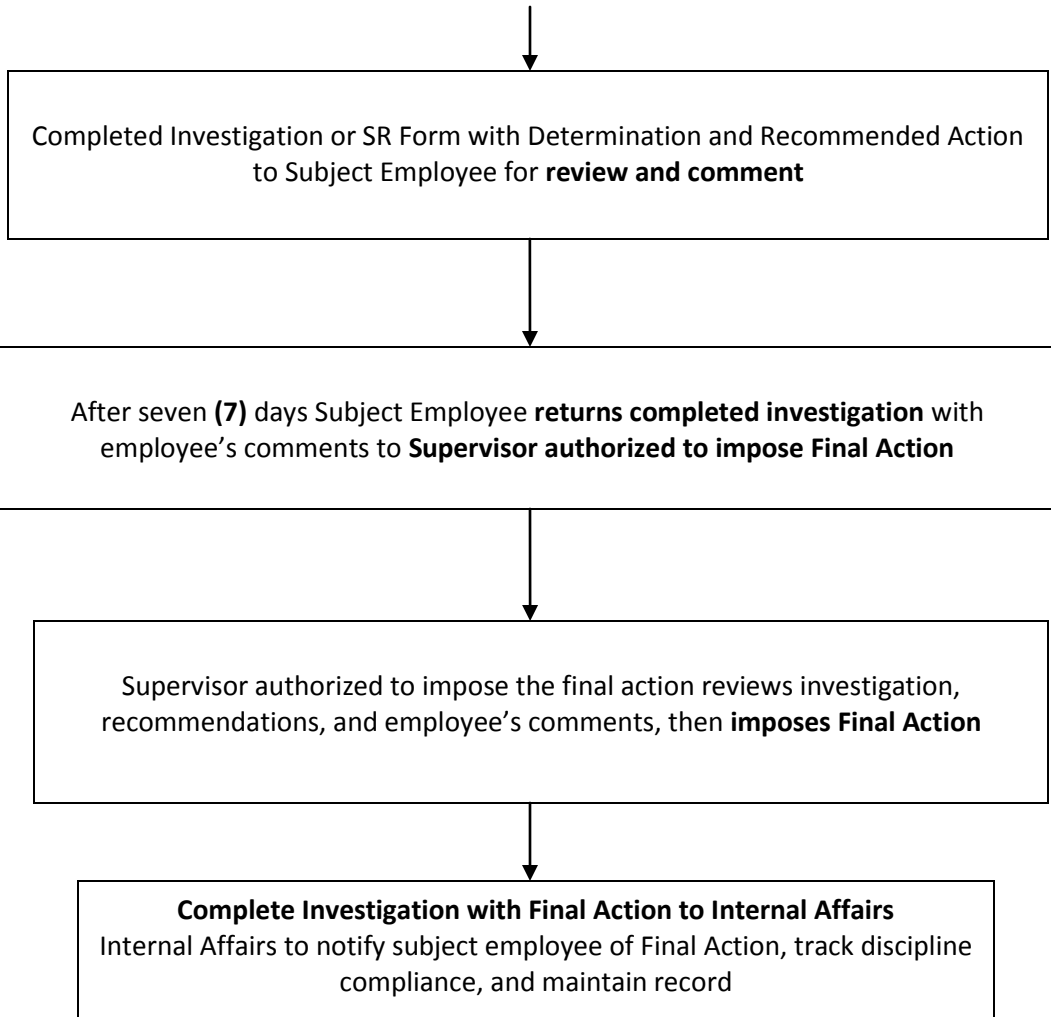 Completed Investigation or SR Form with Determination and Recommended Action
to Subject Employee for review and comment
After seven (7) days Subject Employee returns completed investigation with
employee’s comments to Supervisor authorized to impose Final Action
Supervisor authorized to impose the final action reviews investigation,
recommendations, and employee’s comments, then imposes Final Action
Complete Investigation with Final Action to Internal Affairs
Internal Affairs to notify subject employee of Final Action, track discipline
compliance, and maintain record